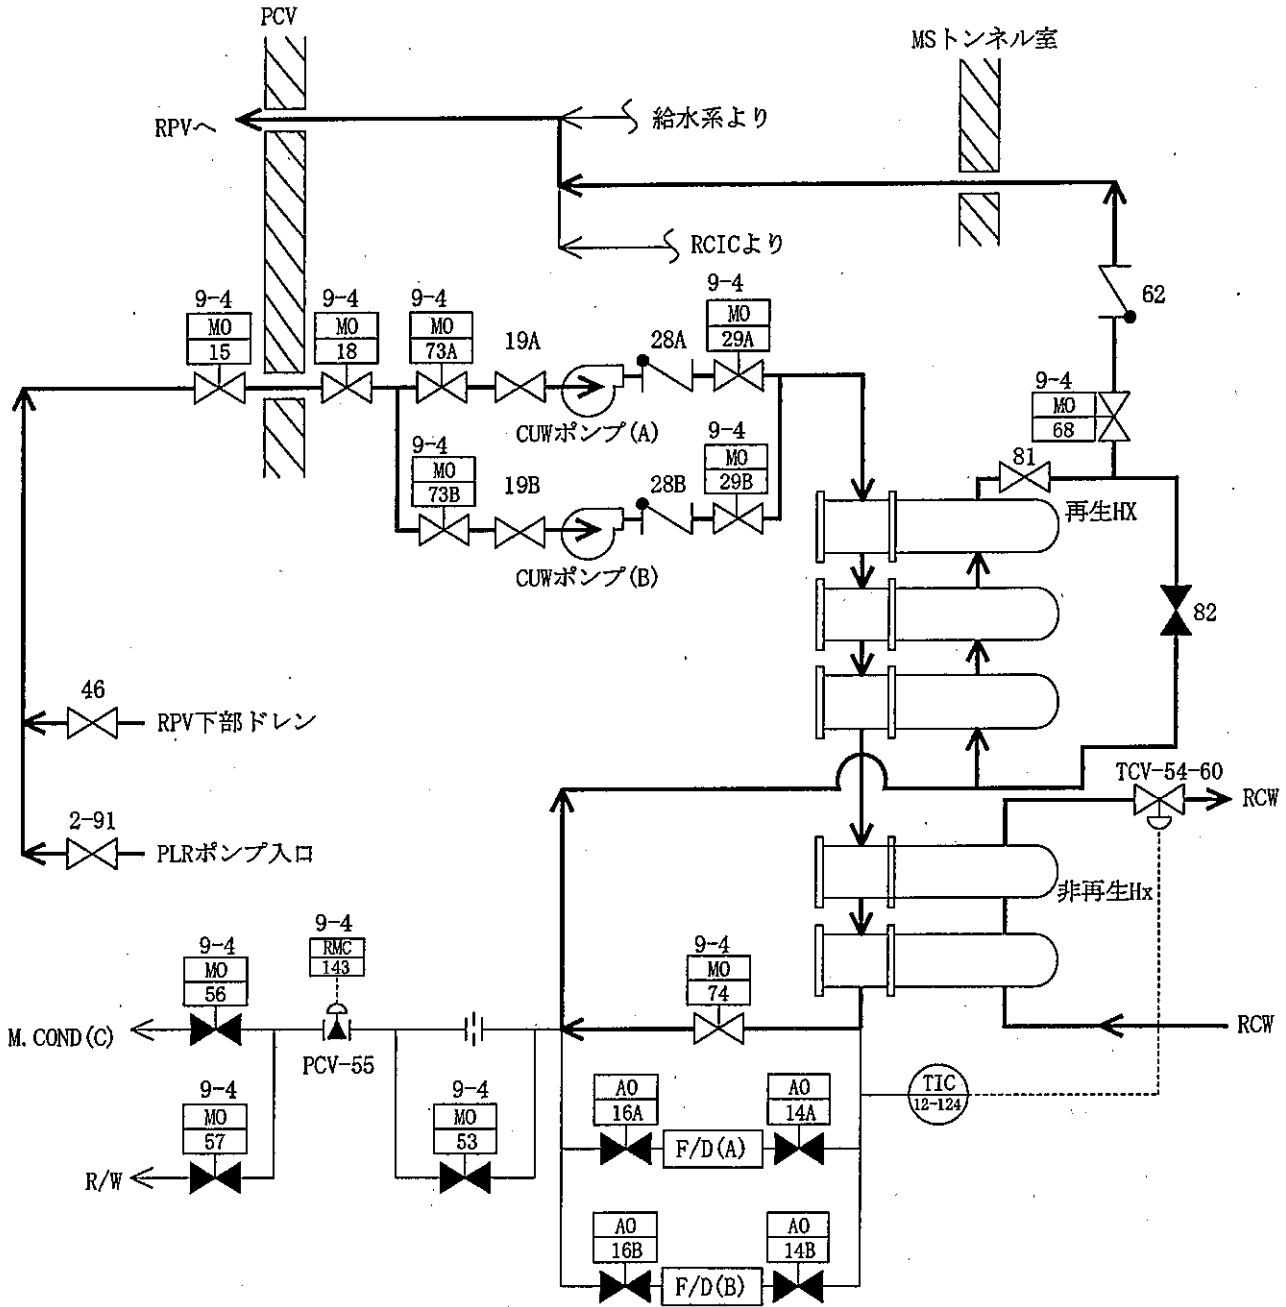 PCV
MSトンネル室
RPVへ
給水系より
RCICより
9-4
MO
15
9-4
MO
18
9-4
MO
73A
19A
28A
9-4
MO
29A
62
CUWポンプ(A)
9-4
MO
68
9-4
MO
73B
19B
28B
9-4
MO
29B
81
再生HX
CUWポンプ(B)
82
46
RPV下部ドレン
TCV-54-60
RCW
2-91
PLRポンプ入口
非再生Hx
9-4
MO
56
9-4
RMC
143
9-4
MO
74
M. COND(C)
PCV-55
RCW
9-4
MO
57
9-4
MO
53
AO
16A
AO
14A
TIC
12-124
F/D(A)
R/W
AO
16B
AO
14B
F/D(B)